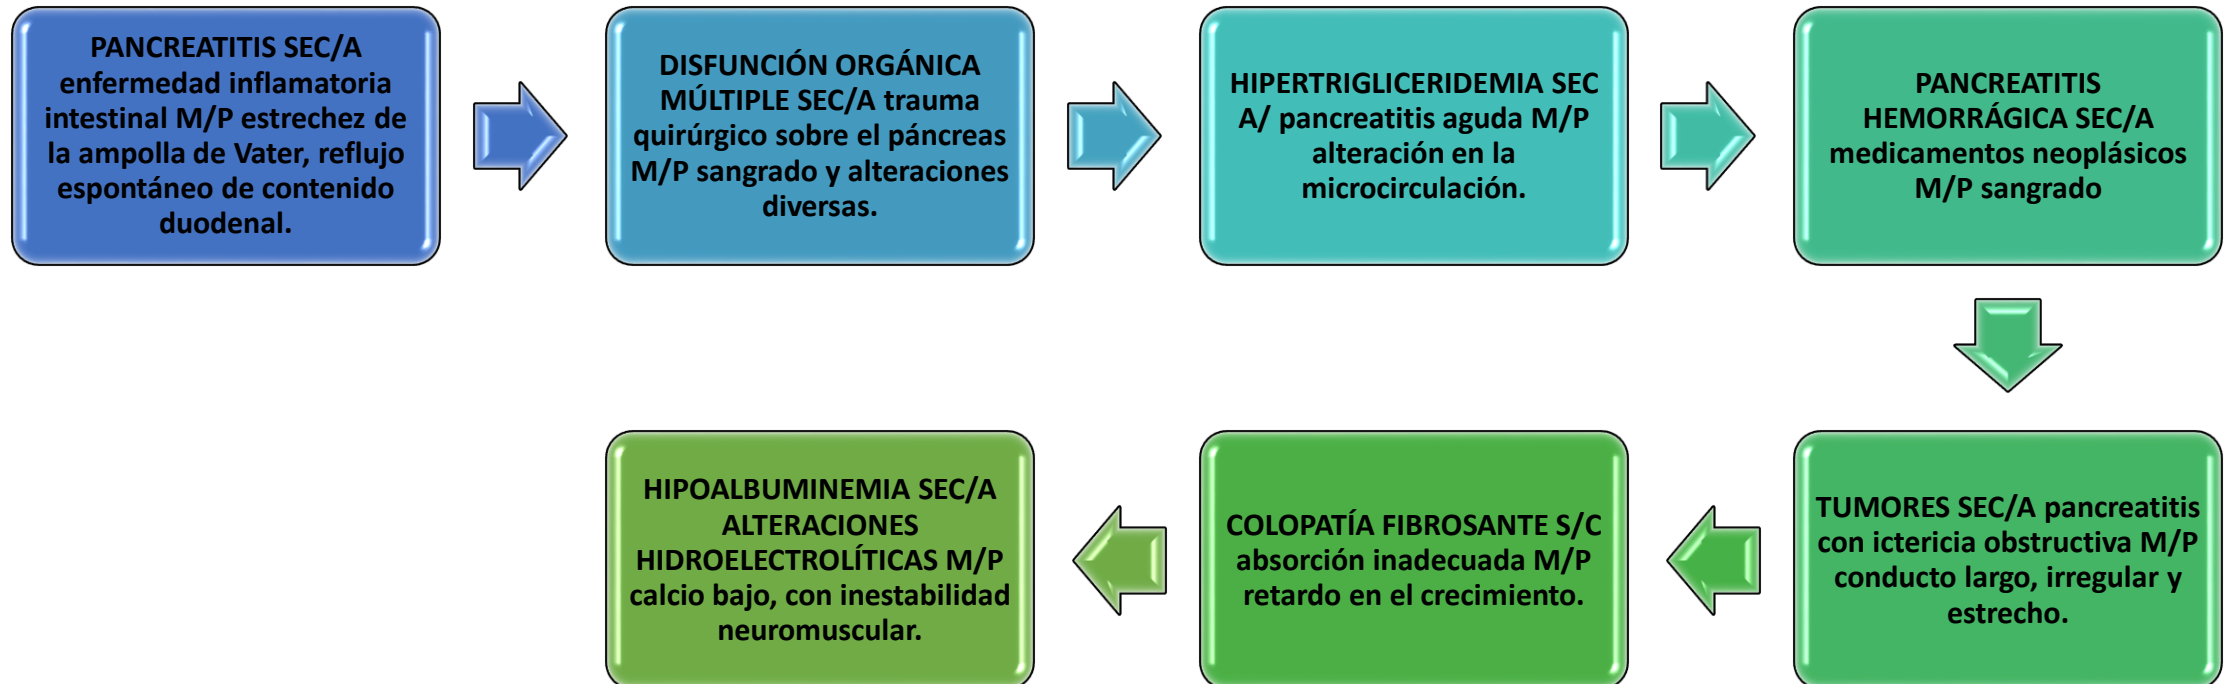 PANCREATITIS SEC/A
enfermedad inflamatoria
intestinal M/P estrechez de
la ampolla de Vater, reflujo
espontáneo de contenido
duodenal.
DISFUNCIÓN ORGÁNICA
MÚLTIPLE SEC/A trauma
quirúrgico sobre el páncreas
M/P sangrado y alteraciones
diversas.
HIPERTRIGLICERIDEMIA SEC
A/ pancreatitis aguda M/P
alteración en la
microcirculación.
PANCREATITIS
HEMORRÁGICA SEC/A
medicamentos neoplásicos
M/P sangrado
TUMORES SEC/A pancreatitis
con ictericia obstructiva M/P
conducto largo, irregular y
estrecho.
COLOPATÍA FIBROSANTE S/C
absorción inadecuada M/P
retardo en el crecimiento.
HIPOALBUMINEMIA SEC/A
ALTERACIONES
HIDROELECTROLÍTICAS M/P
calcio bajo, con inestabilidad
neuromuscular.